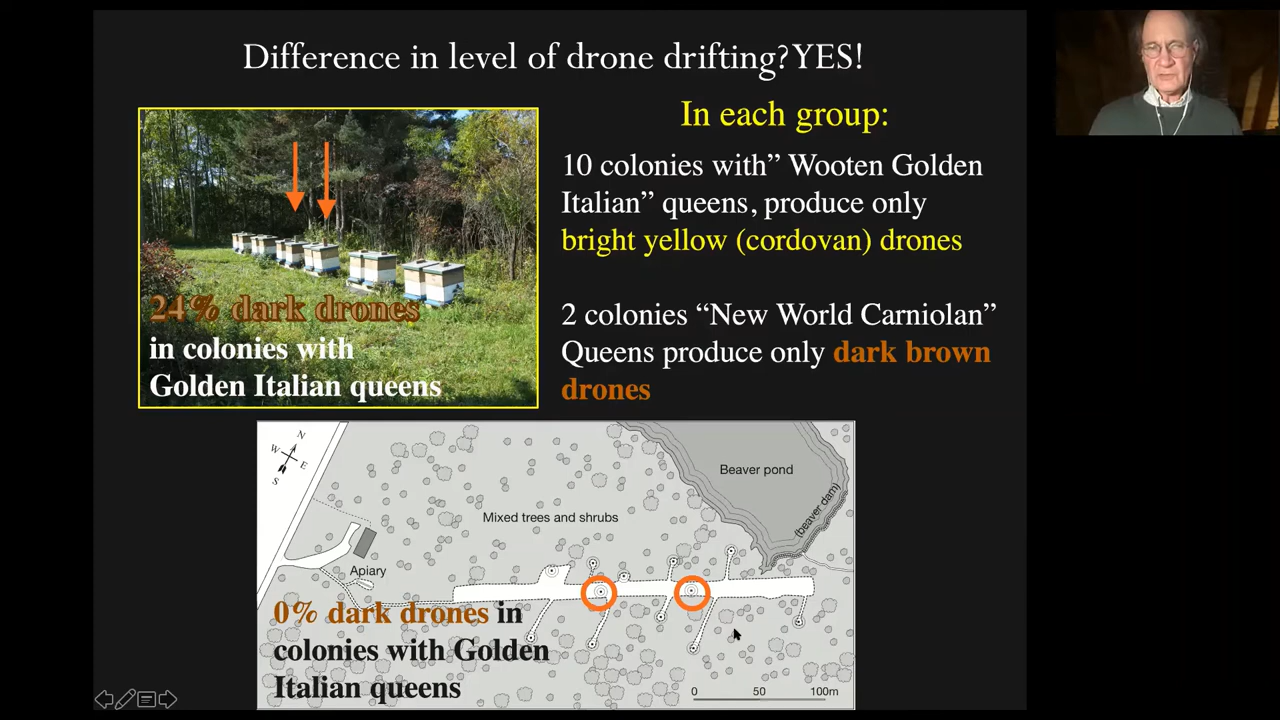 Difference in level of drone drifting?YES!
In each group:
10 colonies with” Wooten Golden
Italian” queens, produce only
bright yellow (cordovan) drones
2 colonies “New World Carniolan”
Queens produce only dark brown
drones
24% dark drones
in colonies with
Golden Italian queens
N
W
E
S
Beaver pond
(beaver dam)
Mixed trees and shrubs
Apiary
0% dark drones in
colonies with Golden
Italian queens
0 50 100m